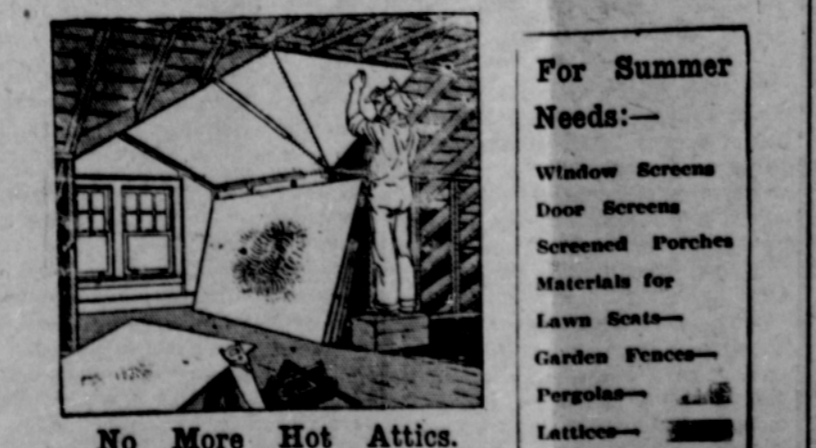 No More Hot Attics.
For Summer
Needs:—
Window Screens
Door Screens
Screened Porches
Materials for
Lawn Seats—
Garden Fences—
Pergolas—
Lattices—